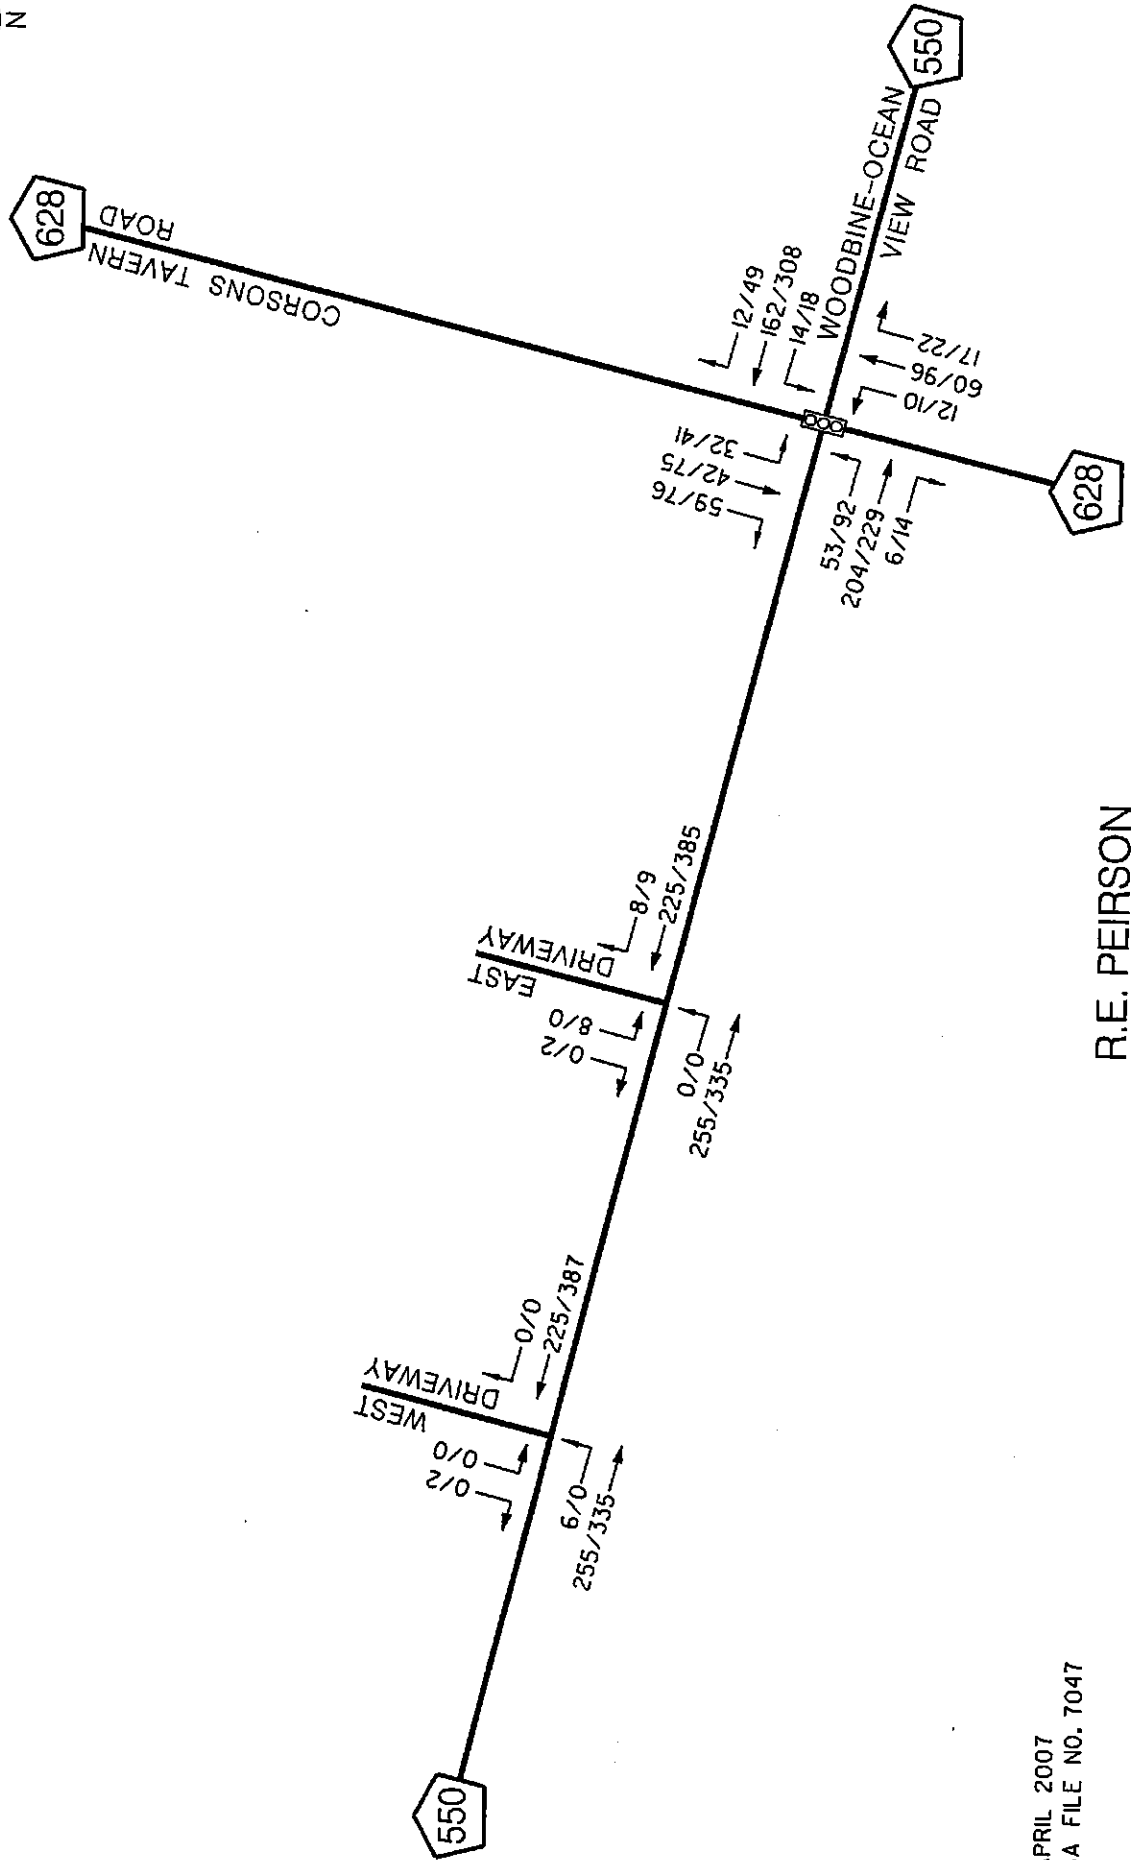 628
CORSONS TAVERN
ROAD
550
WOODBINE-OCEAN
VIEW ROAD
12/49
162/308
14/18
32/41
42/75
59/76
53/92
204/229
6/14
17/22
60/96
12/10
628
EAST
DRIVEWAY
8/9
225/385
8/0
0/2
0/0
255/335
WEST
DRIVEWAY
0/0
225/387
0/0
0/2
6/0
255/335
550
R.E. PEIRSON
PRIL 2007
A FILE NO. 7047